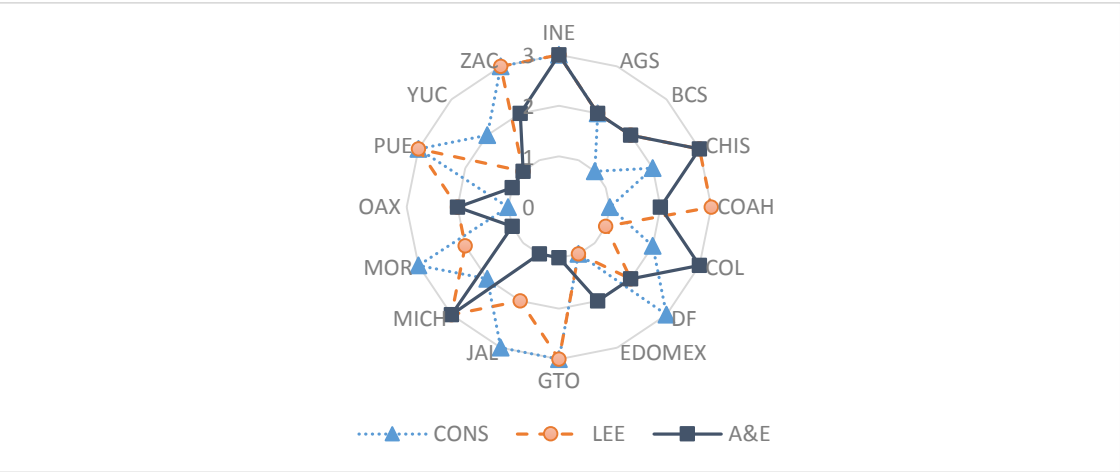 INE
ZAC 3 AGS
YUC BCS
2
PUE CHIS
1
OAX 0 COAH
MOR COL
MICH DF
JAL EDOMEX
GTO
CONS LEE A&E